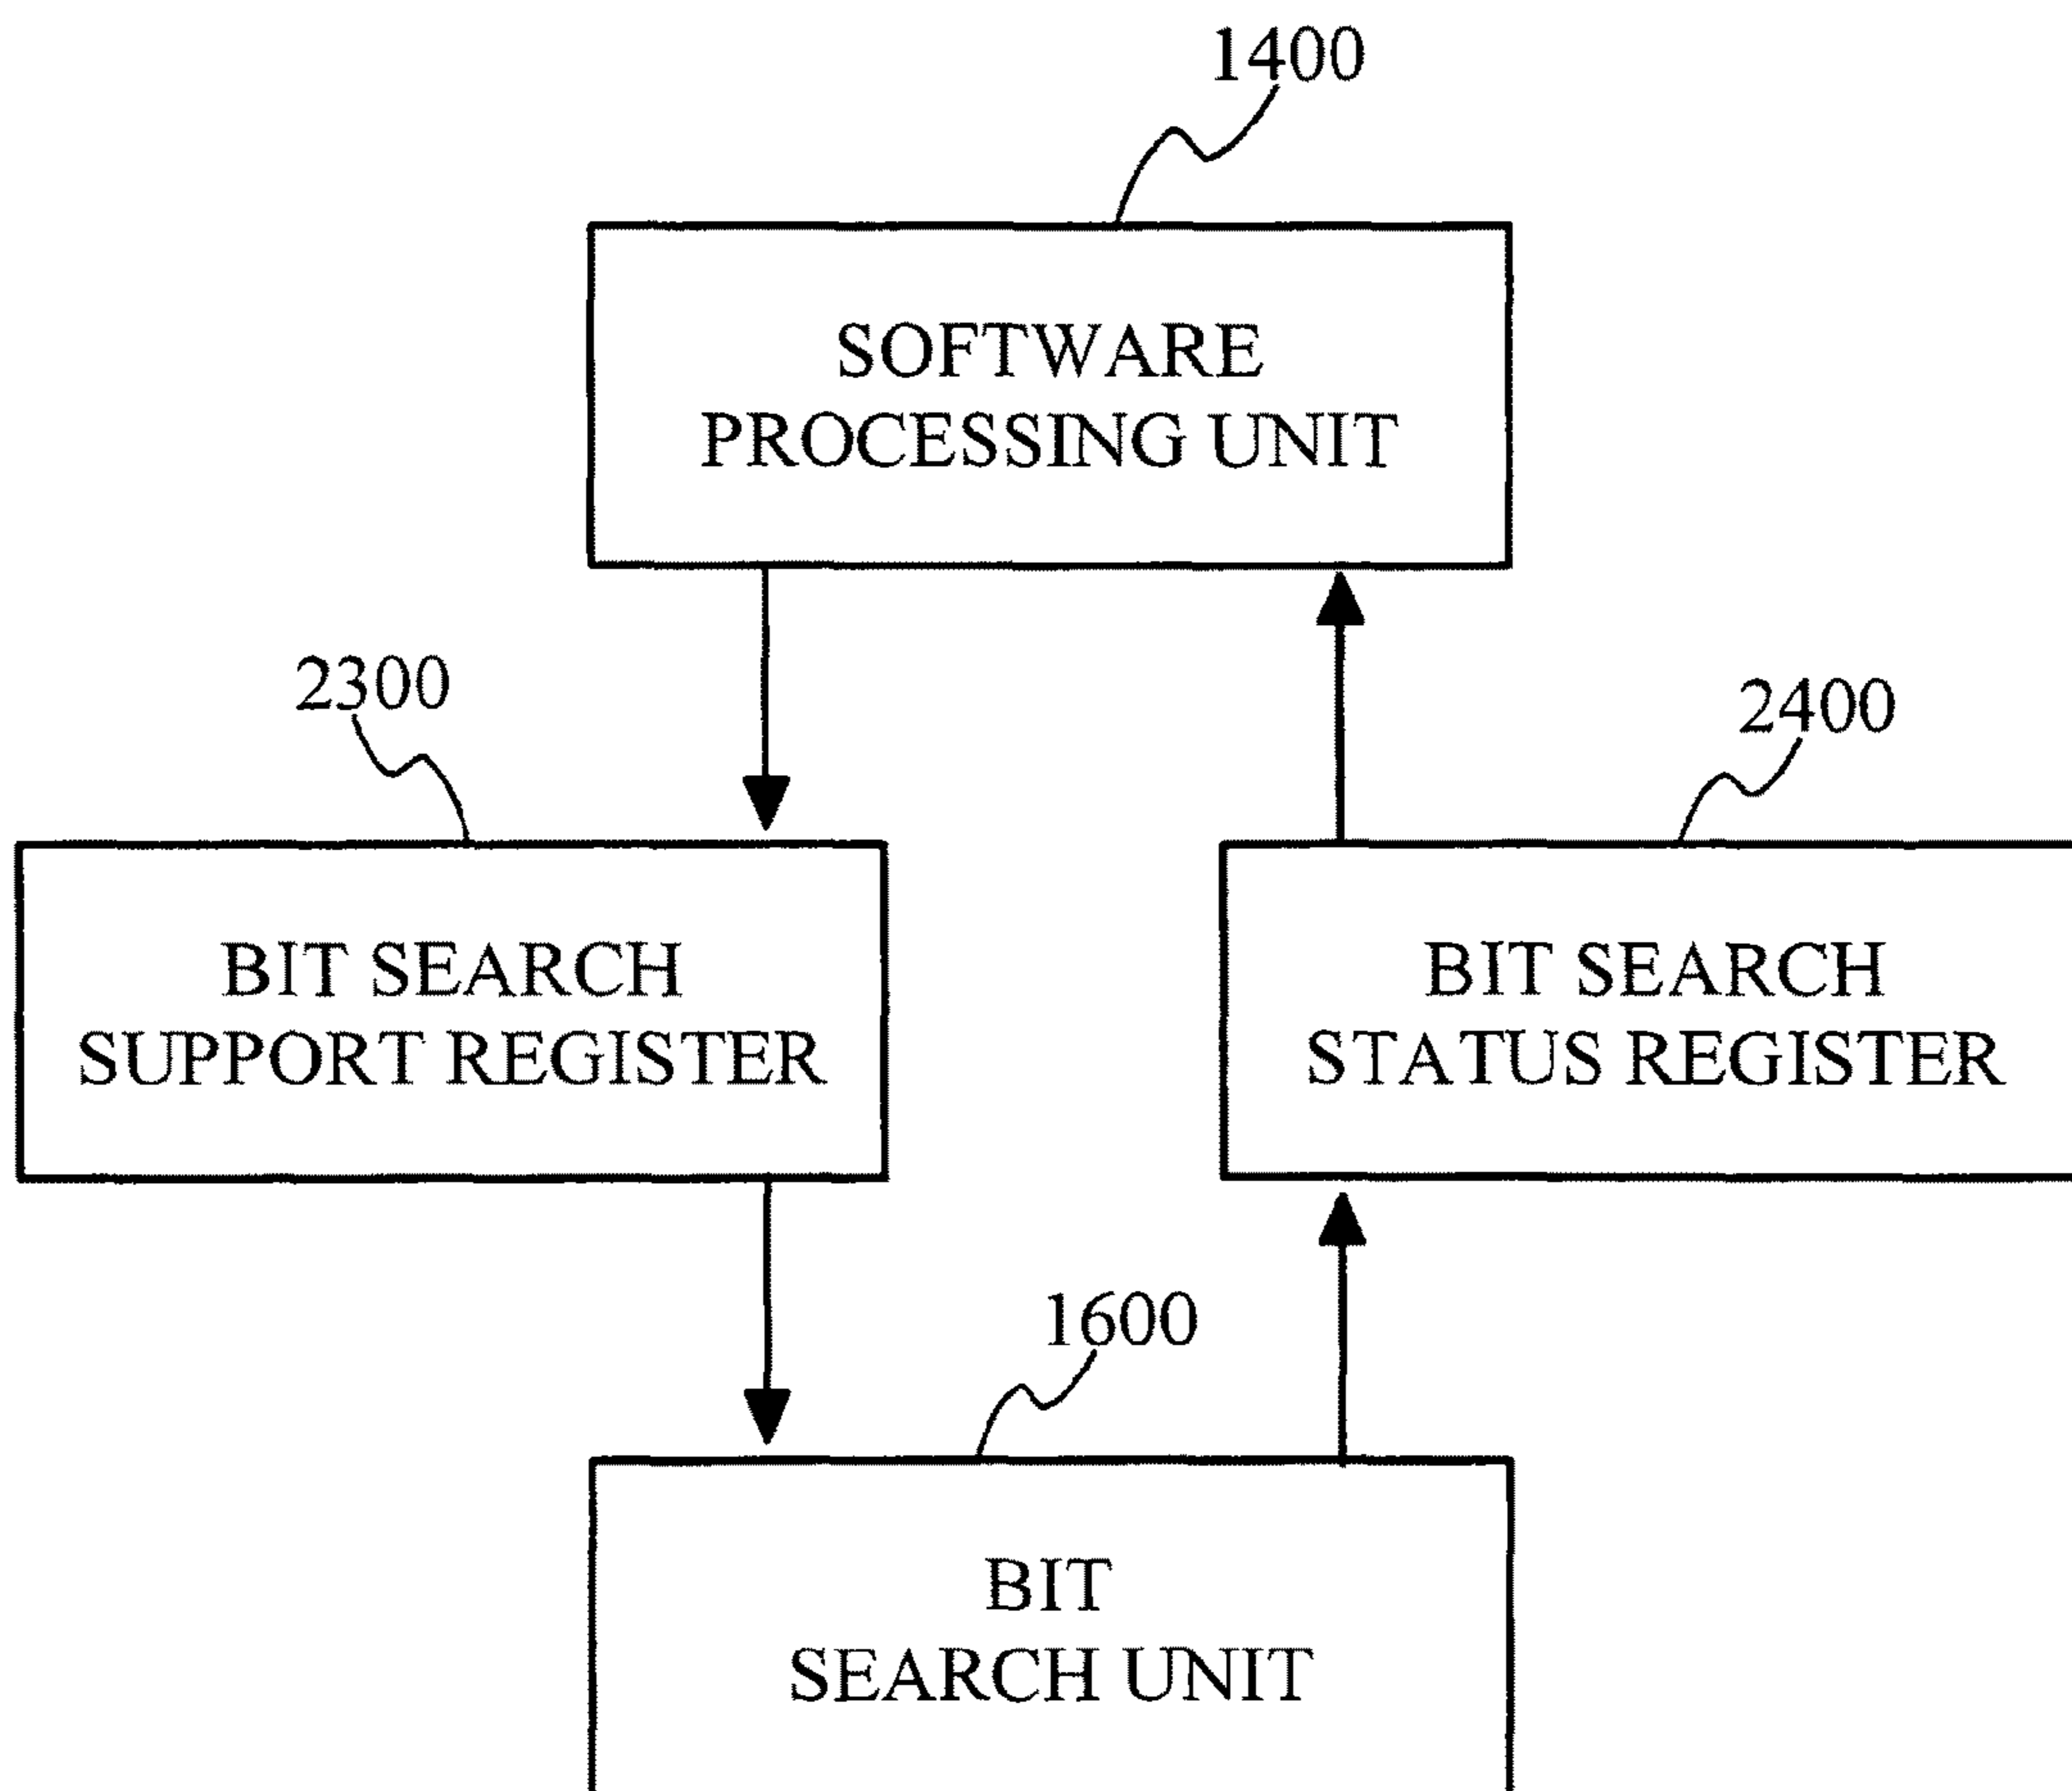 1400
SOFTWARE
PROCESSING UNIT
2300
2400
BIT SEARCH
SUPPORT REGISTER
BIT SEARCH
STATUS REGISTER
1600
BIT
SEARCH UNIT